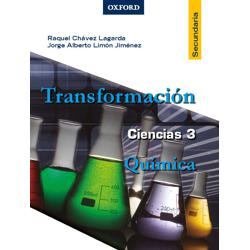 OXFORD
Raquel Chávez Lagarda
Jorge Alberto Limón Jiménez
Secundaria
Transformación
Ciencias 3
Química